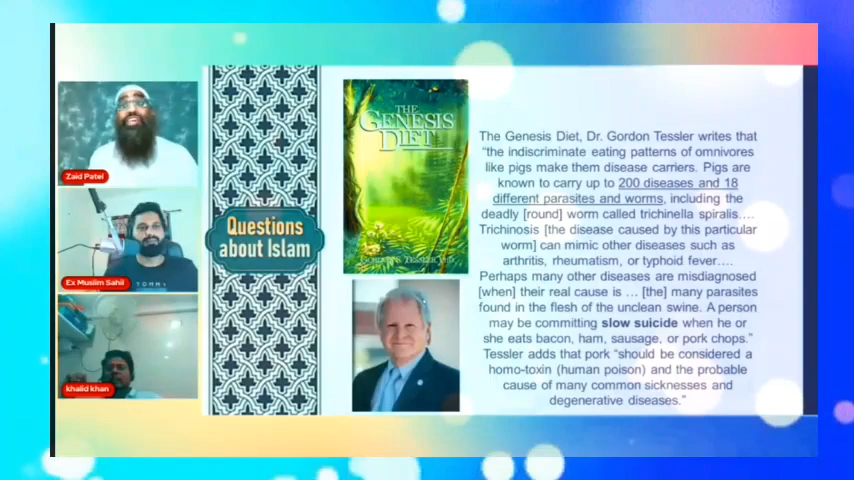 Zaid Patel
Ex Muslim Sahil
TOMMY
khalid khan
Questions
about Islam
THE
GENESIS
DIET
The Genesis Diet, Dr. Gordon Tessler writes that
“the indiscriminate eating patterns of omnivores
like pigs make them disease carriers. Pigs are
known to carry up to 200 diseases and 18
different parasites and worms, including the
deadly [round] worm called trichinella spiralis….
Trichinosis [the disease caused by this particular
worm] can mimic other diseases such as
arthritis, rheumatism, or typhoid fever….
Perhaps many other diseases are misdiagnosed
[when] their real cause is … [the] many parasites
found in the flesh of the unclean swine. A person
may be committing slow suicide when he or
she eats bacon, ham, sausage, or pork chops.”
Tessler adds that pork “should be considered a
homo-toxin (human poison) and the probable
cause of many common sicknesses and
degenerative diseases.”